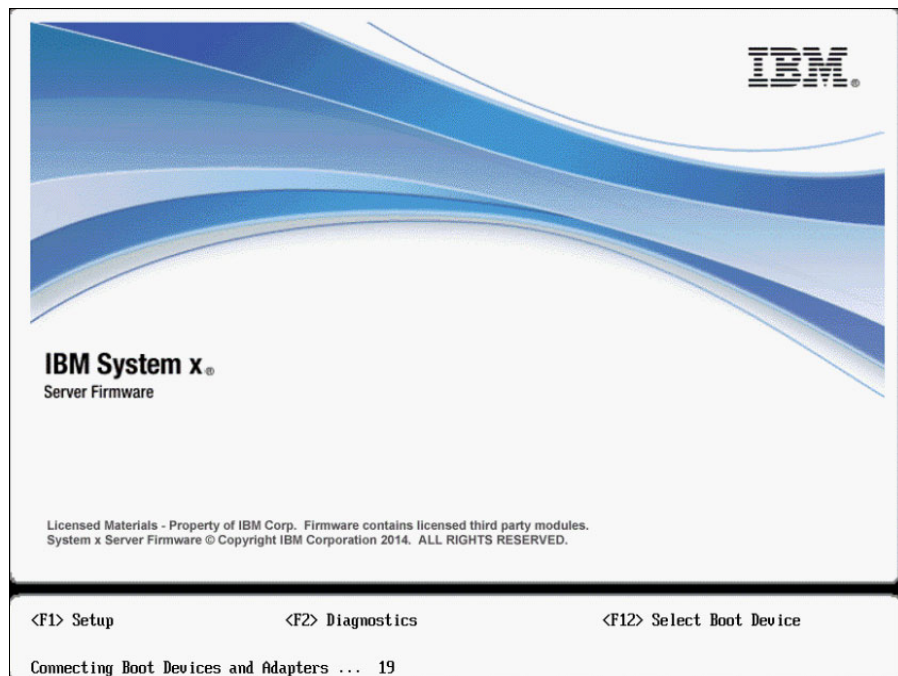 IBM®
IBM System x®
Server Firmware
Licensed Materials - Property of IBM Corp. Firmware contains licensed third party modules.
System x Server Firmware © Copyright IBM Corporation 2014. ALL RIGHTS RESERVED.
<F1> Setup <F2> Diagnostics <F12> Select Boot Device
Connecting Boot Devices and Adapters ... 19